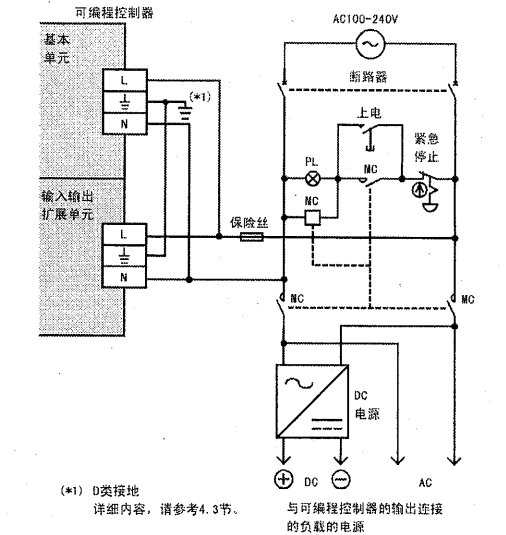 可编程控制器
AC100-240V
基本
单元
L
(*1)
N
断路器
上电
紧急
停止
PL
MC
MC
输入输出
扩展单元
L
N
保险丝
MC
MC
DC
电源
DC
AC
(*1) D类接地
详细内容，请参考4.3节、
与可编程控制器的输出连接
的负载的电源